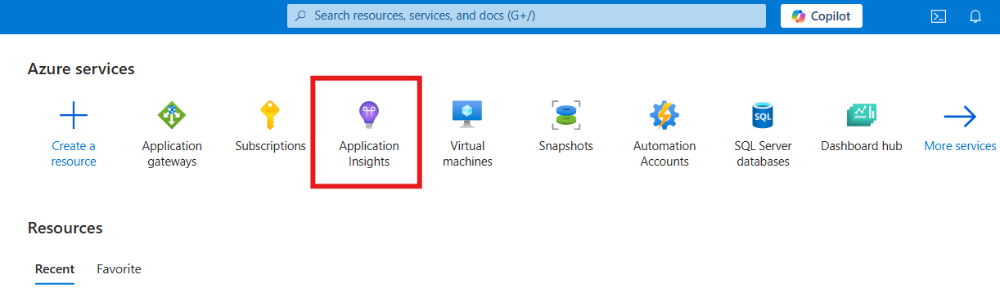 Search resources, services, and docs (G+/)
Copilot
Azure services
Create a
resource
Application
gateways
Subscriptions
Application
Insights
Virtual
machines
Snapshots
Automation
Accounts
SQL
SQL Server
databases
Dashboard hub
More services
Resources
Recent
Favorite